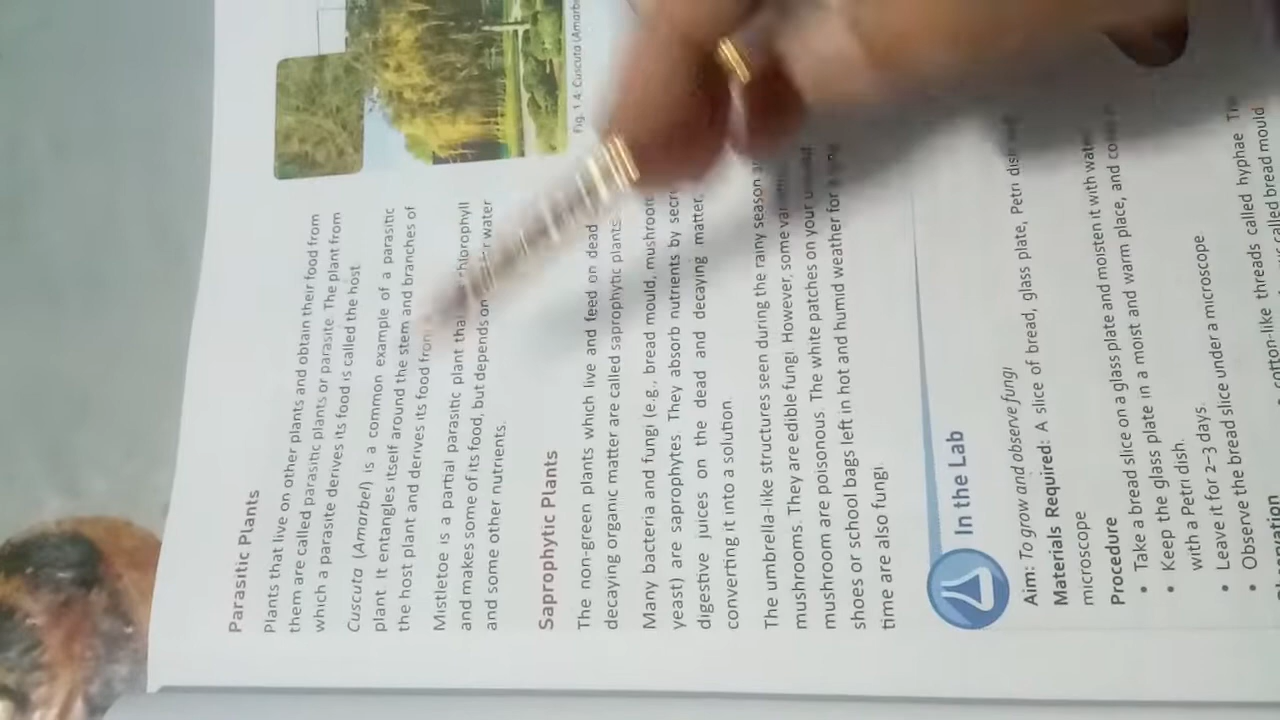 Parasitic Plants
Plants that live on other plants and obtain their food from
them are called parasitic plants or parasite. The plant from
which a parasite derives its food is called the host
Cuscuta (Amarbel) is a common example of a parasitic
plant. It entangles itself around the stem and branches of
the host plant and derives its food from
Mistletoe is a partial parasitic plant that chlorophyll
and makes some of its food, but depends on water
and some other nutrients.
Fig. 1.4: Cuscuta (Amarbe
Saprophytic Plants
The non-green plants which live and feed on dead
decaying organic matter are called saprophytic plants
Many bacteria and fungi (e.g., bread mould, mushroom
yeast) are saprophytes. They absorb nutrients by secr
digestive juices on the dead and decaying matter,
converting it into a solution.
The umbrella-like structures seen during the rainy season
mushrooms. They are edible fungi. However, some var
mushroom are poisonous. The white patches on your
shoes or school bags left in hot and humid weather for
time are also fungi
In the Lab
Aim: To grow and observe fungi
Materials Required: A slice of bread, glass plate, Petri dish
microscope
Procedure
• Take a bread slice on a glass plate and moisten it with water
• Keep the glass plate in a moist and warm place, and
with a Petri dish.
• Leave it for 2–3 days.
• Observe the bread slice under a microscope.
cotton-like threads called hyphae
called bread mould